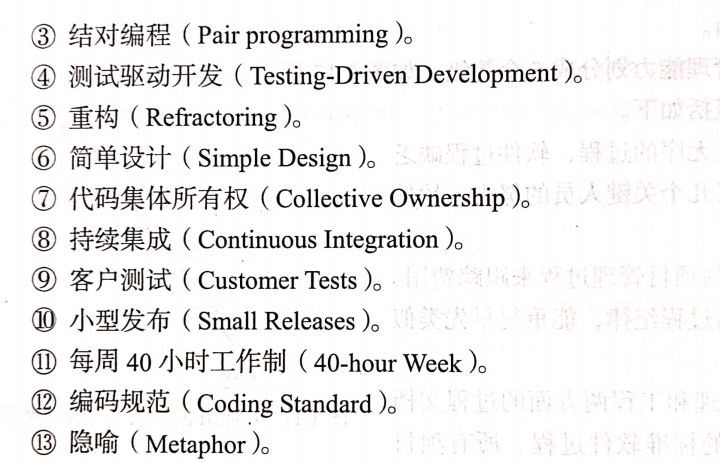 ③ 结对编程（Pair programming）。
④ 测试驱动开发（Testing-Driven Development）。
⑤ 重构（Refractoring）。
⑥ 简单设计（Simple Design）。
⑦ 代码集体所有权（Collective Ownership）。
⑧ 持续集成（Continuous Integration）。
⑨ 客户测试（Customer Tests）。
⑩ 小型发布（Small Releases）。
⑪ 每周 40 小时工作制（40-hour Week）。
⑫ 编码规范（Coding Standard）。
⑬ 隐喻（Metaphor）。